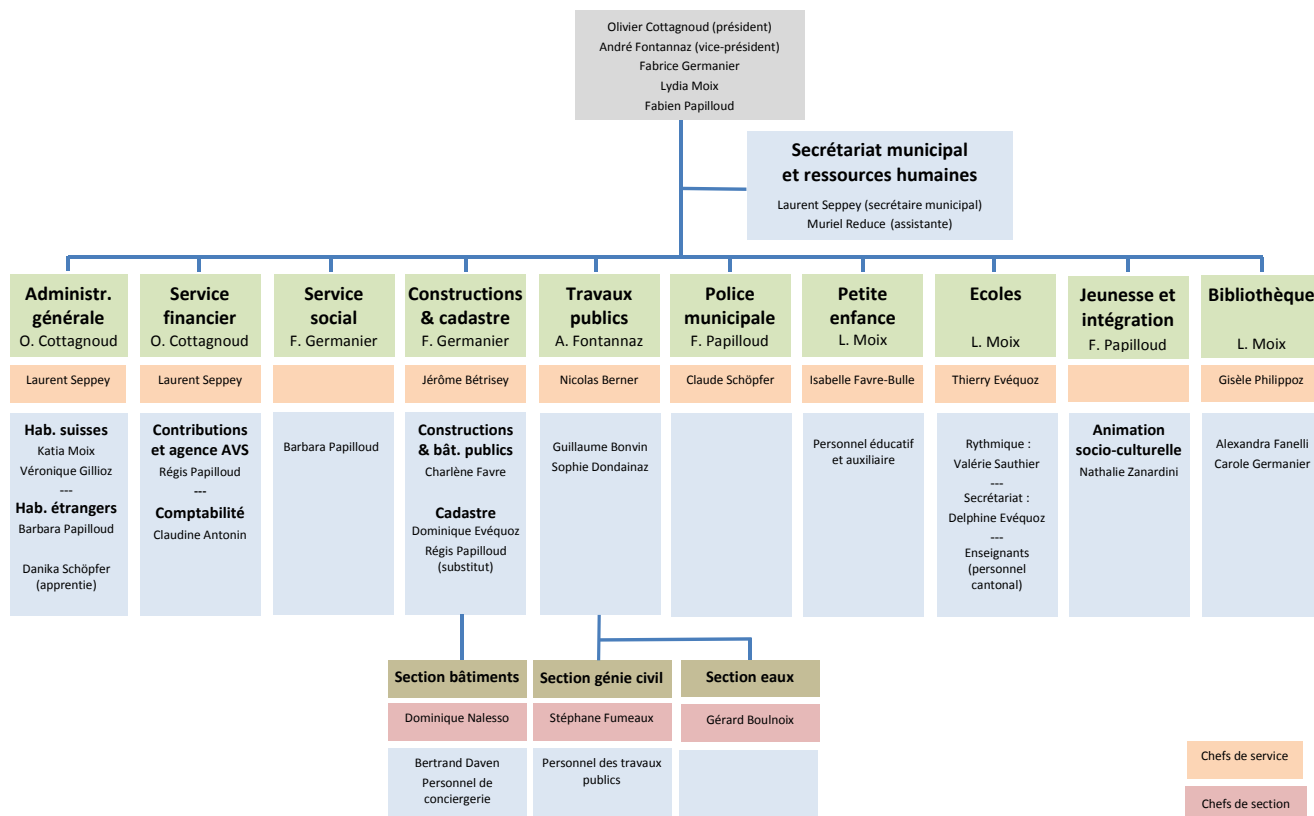 Olivier Cottagnoud (président)
André Fontannaz (vice-président)
Fabrice Germanier
Lydia Moix
Fabien Papilloud
Secrétariat municipal
et ressources humaines
Laurent Seppey (secrétaire municipal)
Muriel Reduce (assistante)
Administr.
générale
O. Cottagnoud
Service
financier
O. Cottagnoud
Service
social
F. Germanier
Constructions
& cadastre
F. Germanier
Travaux
publics
A. Fontannaz
Police
municipale
F. Papilloud
Petite
enfance
L. Moix
Ecoles
L. Moix
Jeunesse et
intégration
F. Papilloud
Bibliothèque
L. Moix
Laurent Seppey
Laurent Seppey
Jérôme Bétrisey
Nicolas Berner
Claude Schöpfer
Isabelle Favre-Bulle
Thierry Evéquoz
Gisèle Philippoz
Hab. suisses
Katia Moix
Véronique Gillioz
---
Hab. étrangers
Barbara Papilloud
Danika Schöpfer
(apprentie)
Contributions
et agence AVS
Régis Papilloud
---
Comptabilité
Claudine Antonin
Barbara Papilloud
Constructions
& bât. publics
Charlène Favre
Cadastre
Dominique Evéquoz
Régis Papilloud
(substitut)
Guillaume Bonvin
Sophie Dondainaz
Personnel éducatif
et auxiliaire
Rythmique :
Valérie Sauthier
---
Secrétariat :
Delphine Evéquoz
---
Enseignants
(personnel
cantonal)
Animation
socio-culturelle
Nathalie Zanardini
Alexandra Fanelli
Carole Germanier
Section bâtiments
Section génie civil
Section eaux
Dominique Nalesso
Stéphane Fumeaux
Gérard Boulnoix
Bertrand Daven
Personnel de
conciergerie
Personnel des travaux
publics
Chefs de service
Chefs de section